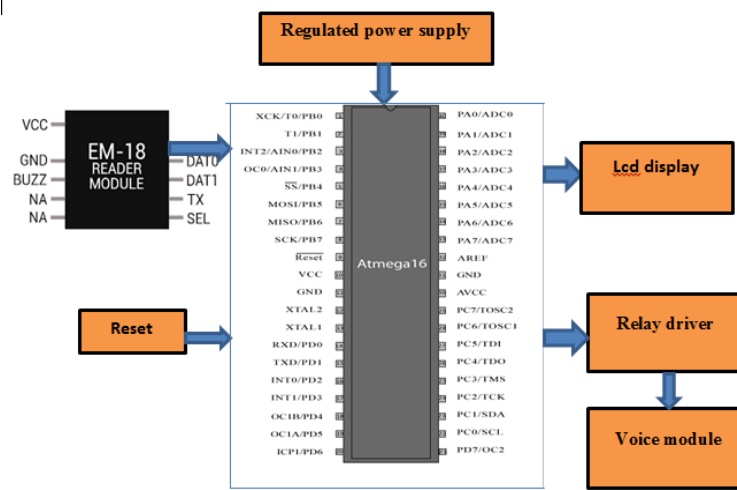 Regulated power supply
VCC
GND
BUZZ
NA
NA
EM-18
READER
MODULE
DAT0
DAT1
TX
SEL
Reset
XCK/T0/PB0
T1/PB1
INT2/AIN0/PB2
OC0/AIN1/PB3
SS/PB4
MOSI/PB5
MISO/PB6
SCK/PB7
Reset
VCC
GND
XTAL2
XTAL1
RXD/PD0
TXD/PD1
INT0/PD2
INT1/PD3
OC1B/PD4
OC1A/PD5
ICP1/PD6
Atmega16
PA0/ADC0
PA1/ADC1
PA2/ADC2
PA3/ADC3
PA4/ADC4
PA5/ADC5
PA6/ADC6
PA7/ADC7
AREF
GND
AVCC
PC7/TOSC2
PC6/TOSC1
PC5/TDI
PC4/TDO
PC3/TMS
PC2/TCK
PC1/SDA
PC0/SCL
PD7/OC2
Lcd display
Relay driver
Voice module